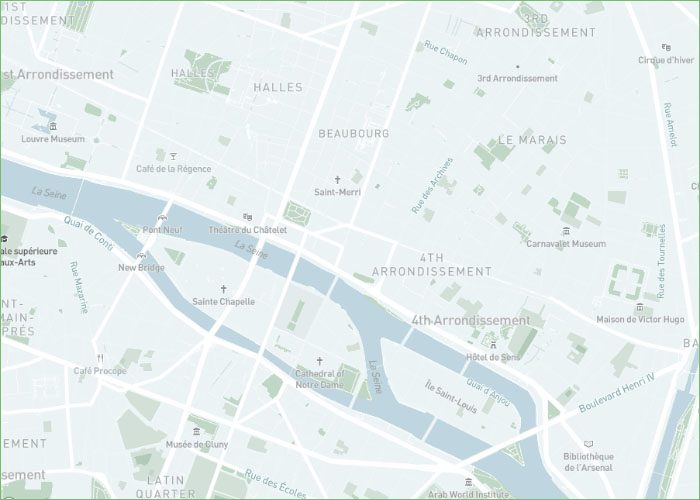 1ST
DISSEMENT
3RD
ARRONDISSEMENT
Rue Chapon
Cirque d'hiver
st Arrondissement
HALLES
3rd Arrondissement
HALLES
Rue Amelot
BEAUBOURG
LE MARAIS
Louvre Museum
Café de la Régence
Saint-Merri
Rue des Archives
La Seine
Quai de Conti
Pont Neuf
Théâtre du Châtelet
Carnavalet Museum
Rue des Tournelles
ale supérieure
aux-Arts
La Seine
New Bridge
4TH
ARRONDISSEMENT
Rue Mazarine
Sainte Chapelle
NT-
MAIN-
PRÉS
4th Arrondissement
Maison de Victor Hugo
BA
Hôtel de Sens
Café Procope
Cathedral of
Notre Dame
La Seine
Île Saint-Louis
Quai d'Anjou
Boulevard Henri IV
EMENT
Musée de Cluny
Bibliothèque
de l'Arsenal
ssement
LATIN
QUARTER
Rue des Écoles
Arab World Institute